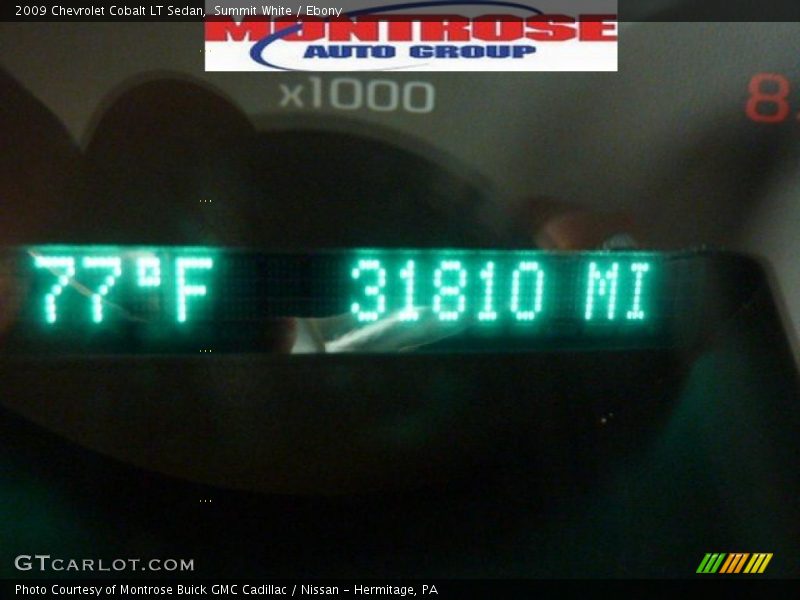 2009 Chevrolet Cobalt LT Sedan, Summit White / Ebony
MONTROSE
AUTO GROUP
x1000
8
77°F 31810 MI
GTCARLOT.COM
Photo Courtesy of Montrose Buick GMC Cadillac / Nissan - Hermitage, PA